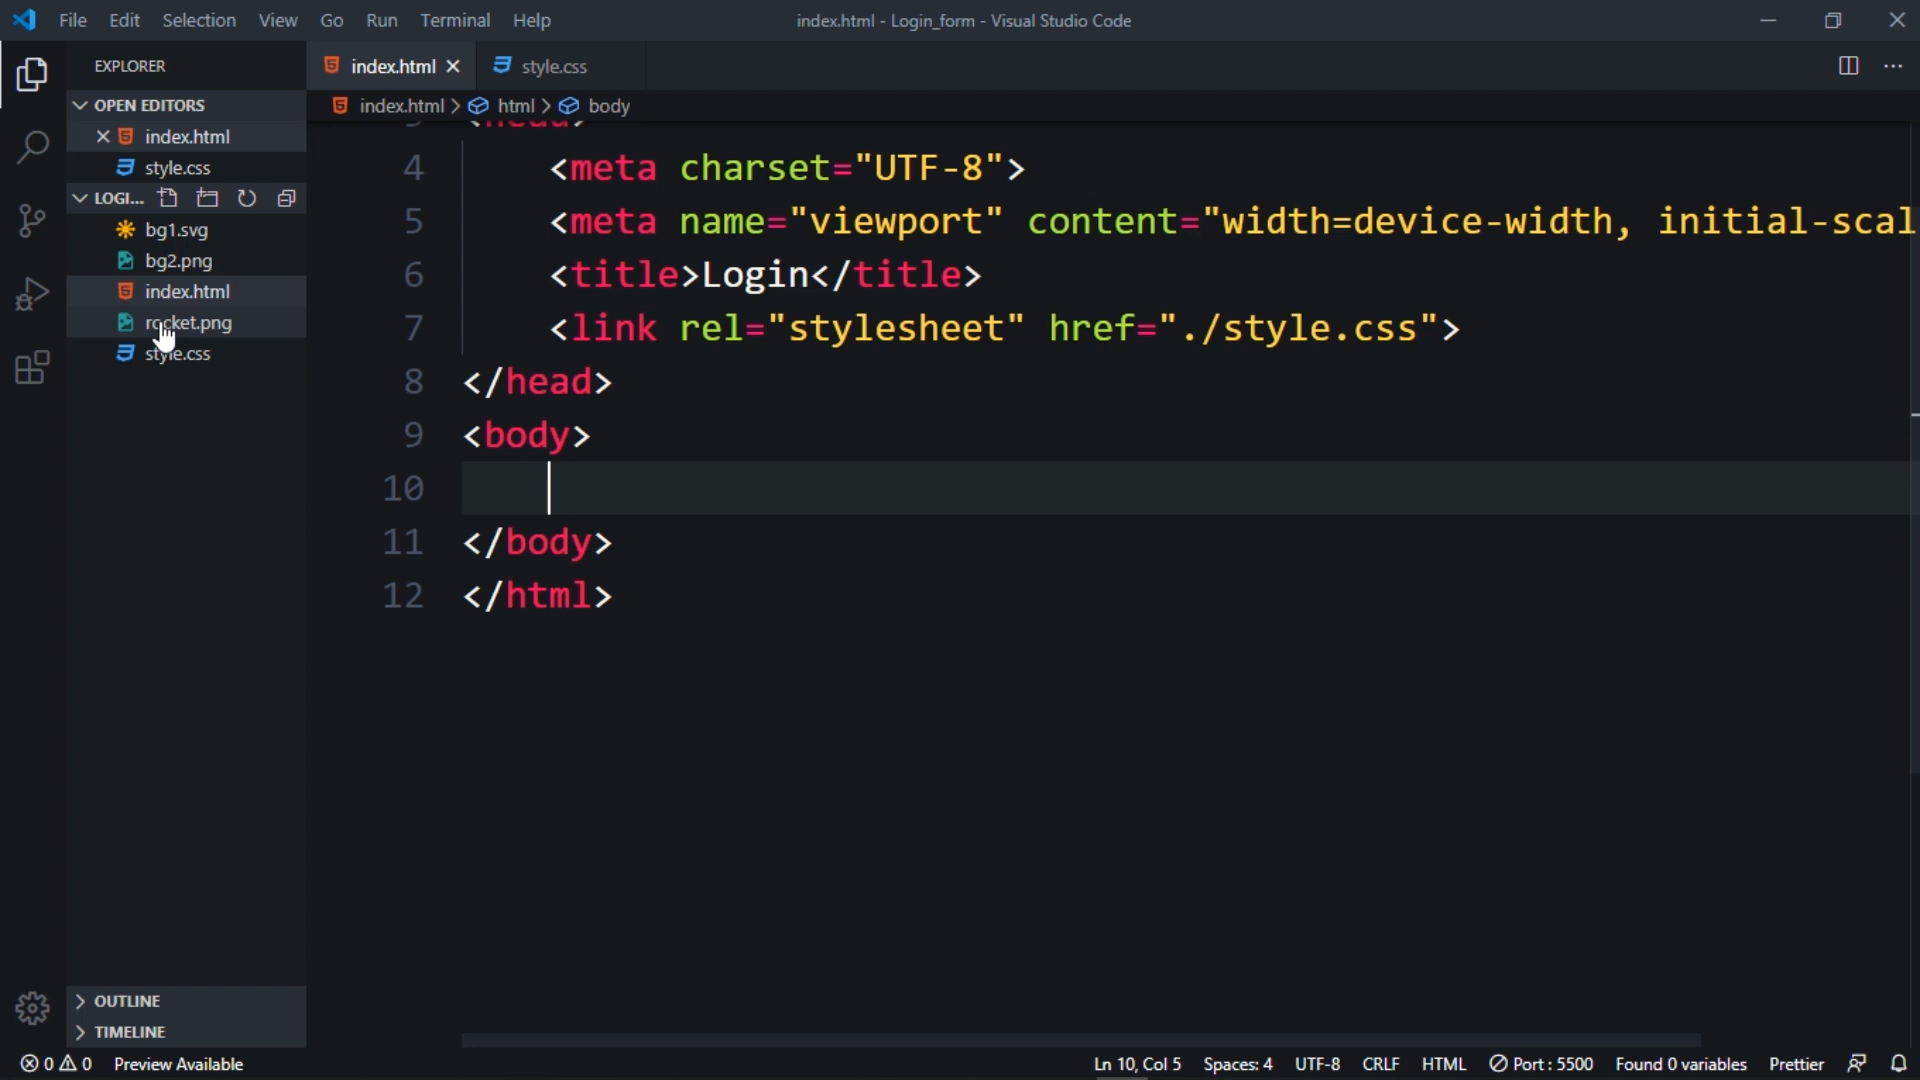 File Edit Selection View Go Run Terminal Help index.html - Login_form - Visual Studio Code
EXPLORER
OPEN EDITORS
index.html
style.css
LOGI...
bg1.svg
bg2.png
index.html
rocket.png
style.css
OUTLINE
TIMELINE
index.html style.css
index.html > html > body
4 <meta charset="UTF-8">
5 <meta name="viewport" content="width=device-width, initial-scal
6 <title>Login</title>
7 <link rel="stylesheet" href="./style.css">
8 </head>
9 <body>
10
11 </body>
12 </html>
0 0 Preview Available Ln 10, Col 5 Spaces: 4 UTF-8 CRLF HTML Port : 5500 Found 0 variables Prettier